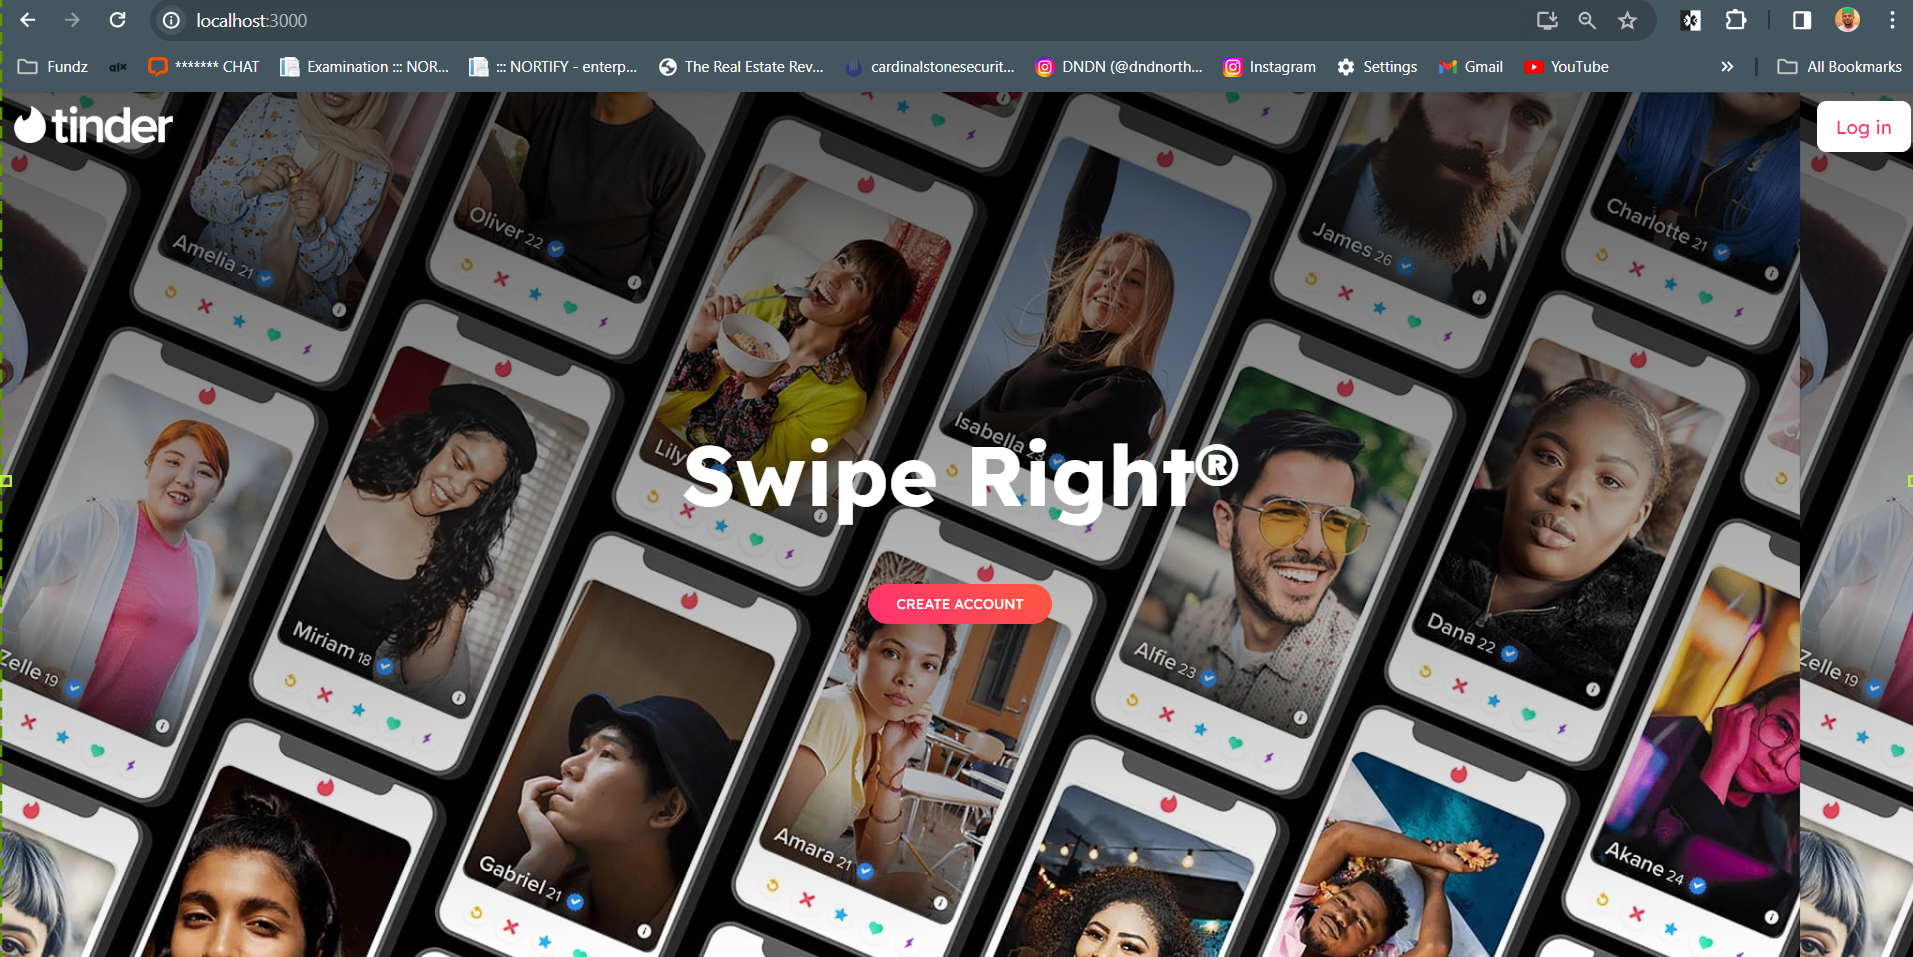 localhost:3000
Fundz
alx
******* CHAT
Examination ::: NOR...
::: NORTIFY - enterp...
The Real Estate Rev...
cardinalstonesecurit...
DNDN (@dndnorth...
Instagram
Settings
Gmail
YouTube
»
All Bookmarks
tinder
Log in
Amelia 21
Oliver 22
James 26
Charlotte 21
Lily
Isabella 23
Swipe Right®
CREATE ACCOUNT
Zelle 19
Miriam 18
Alfie 23
Dana 22
Zelle 19
Gabriel 21
Amara 21
Akane 24